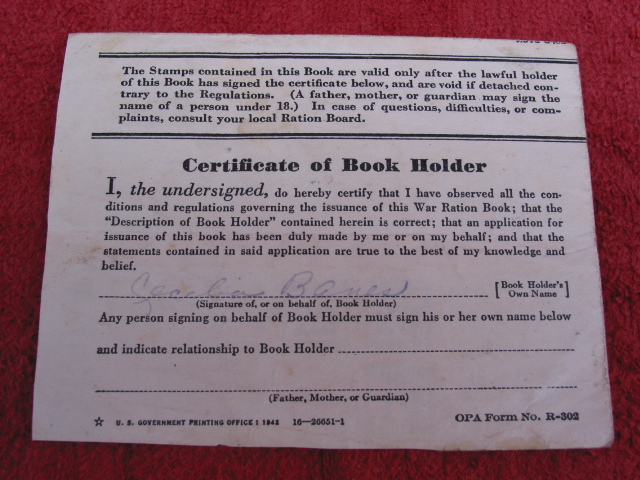 The Stamps contained in this Book are valid only after the lawful holder
of this Book has signed the certificate below, and are void if detached con-
trary to the Regulations. (A father, mother, or guardian may sign the
name of a person under 18.) In case of questions, difficulties, or com-
plaints, consult your local Ration Board.
Certificate of Book Holder
I, the undersigned, do hereby certify that I have observed all the con-
ditions and regulations governing the issuance of this War Ration Book; that the
“Description of Book Holder” contained herein is correct; that an application for
issuance of this book has been duly made by me or on my behalf; and that the
statements contained in said application are true to the best of my knowledge and
belief.
[Book Holder's
Own Name]
(Signature of, or on behalf of, Book Holder)
Any person signing on behalf of Book Holder must sign his or her own name below
and indicate relationship to Book Holder
(Father, Mother, or Guardian)
☆ U. S. GOVERNMENT PRINTING OFFICE : 1942 16—26651-1 OPA Form No. R-302